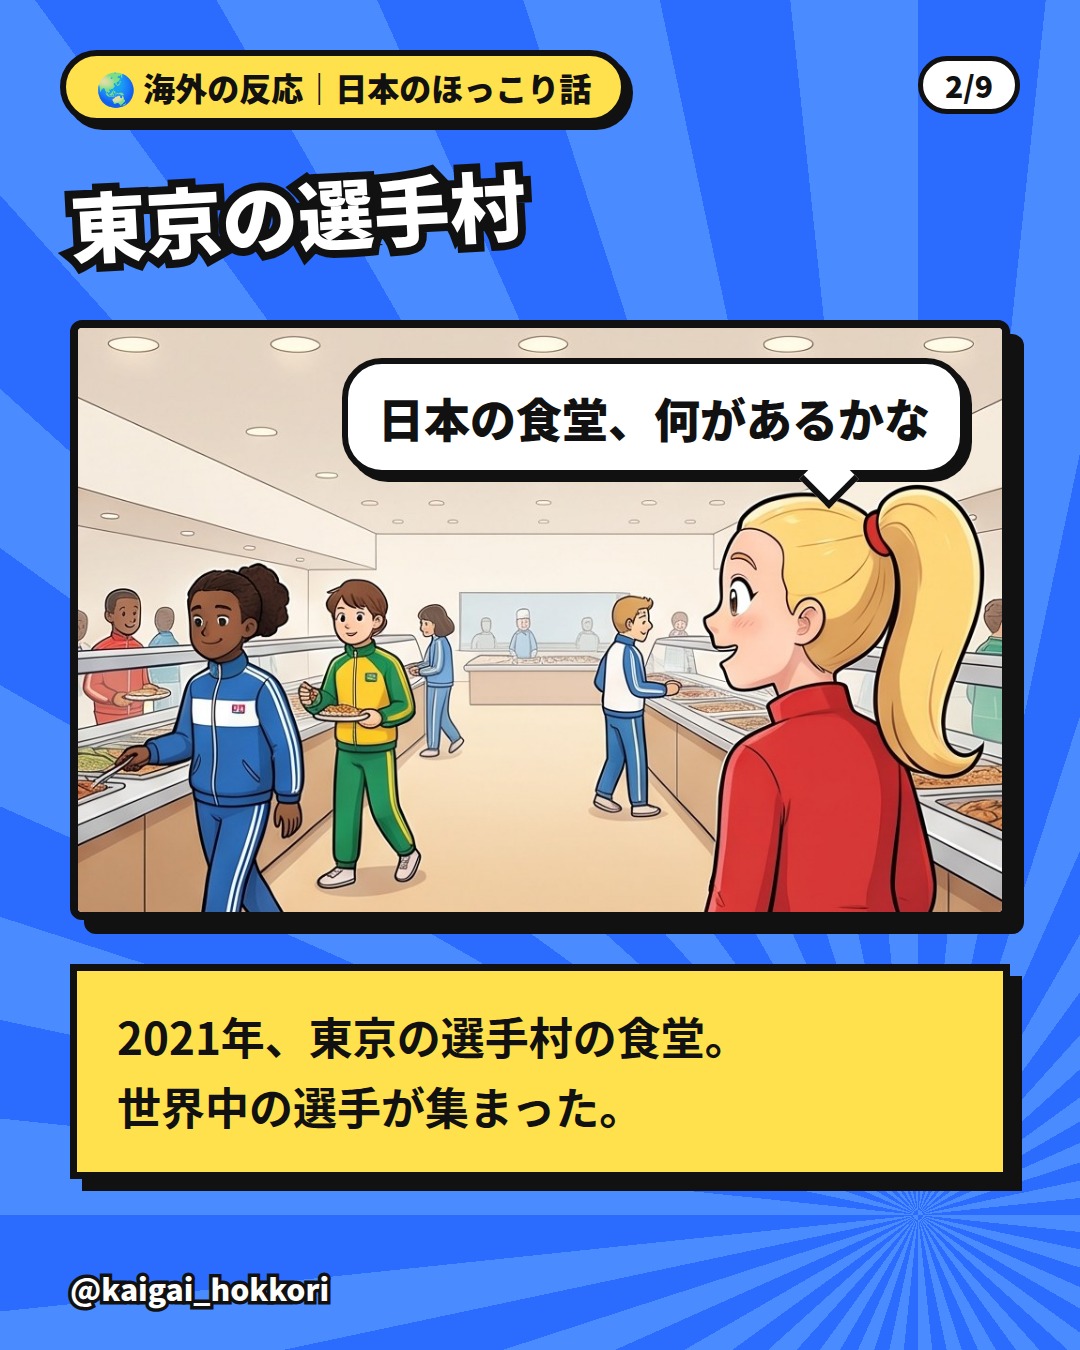 🌏 海外の反応｜日本のほっこり話
2/9
東京の選手村
日本の食堂、何があるかな
2021年、東京の選手村の食堂。
世界中の選手が集まった。
@kaigai_hokkori